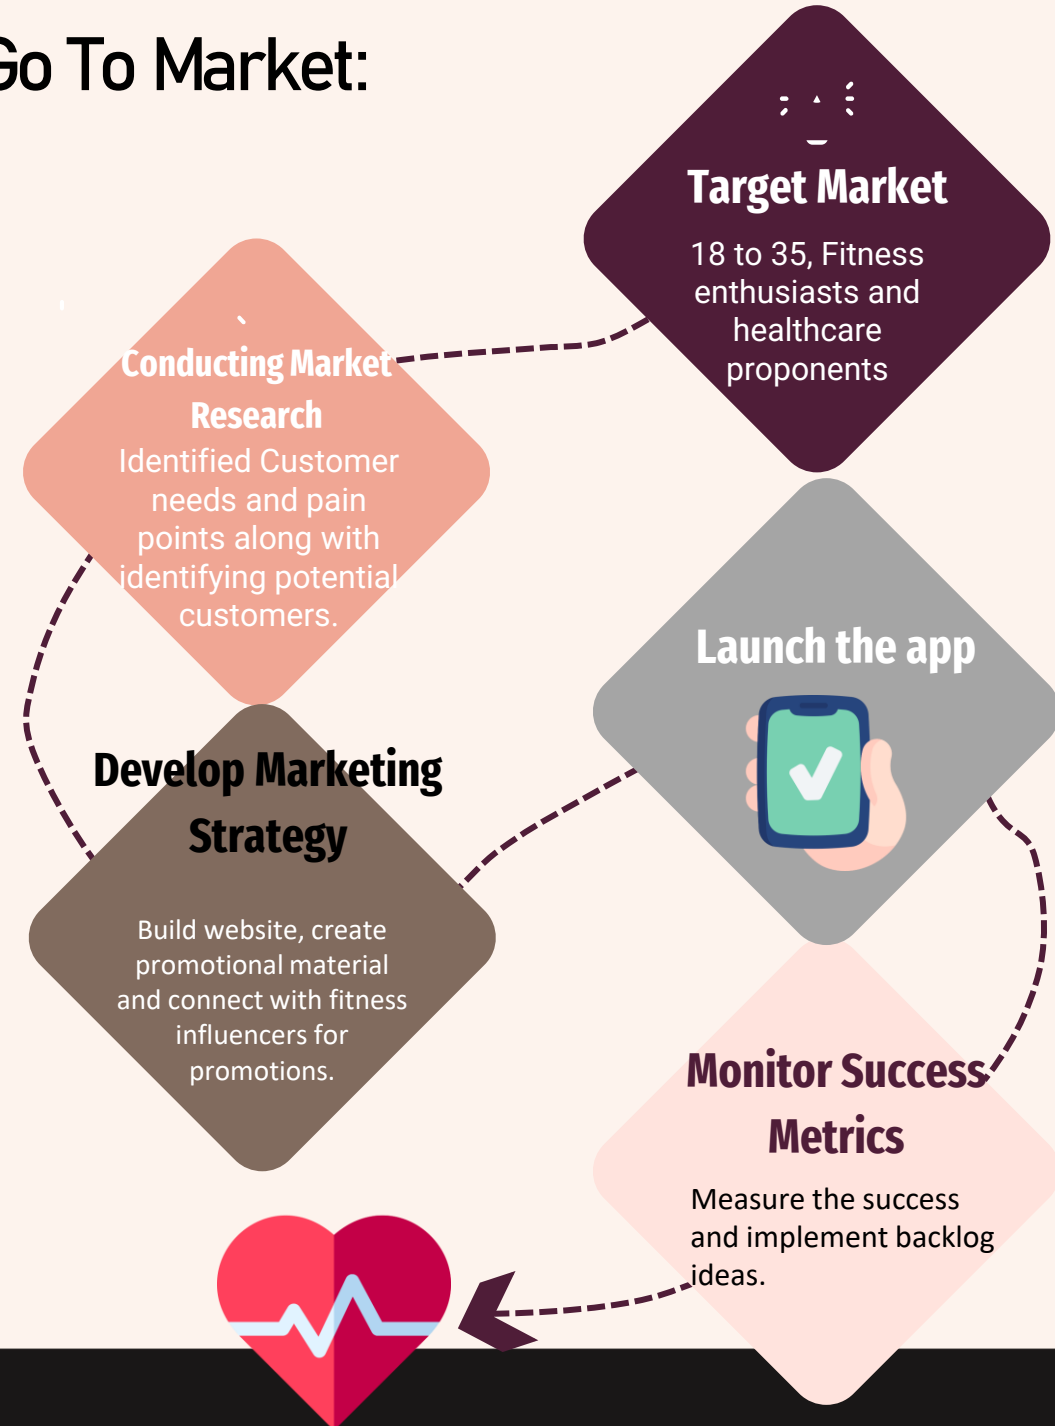 Go To Market:
Target Market
18 to 35, Fitness
enthusiasts and
healthcare
proponents
Conducting Market
Research
Identified Customer
needs and pain
points along with
identifying potential
customers.
Develop Marketing
Strategy
Build website, create
promotional material
and connect with fitness
influencers for
promotions.
Launch the app
Monitor Success
Metrics
Measure the success
and implement backlog
ideas.